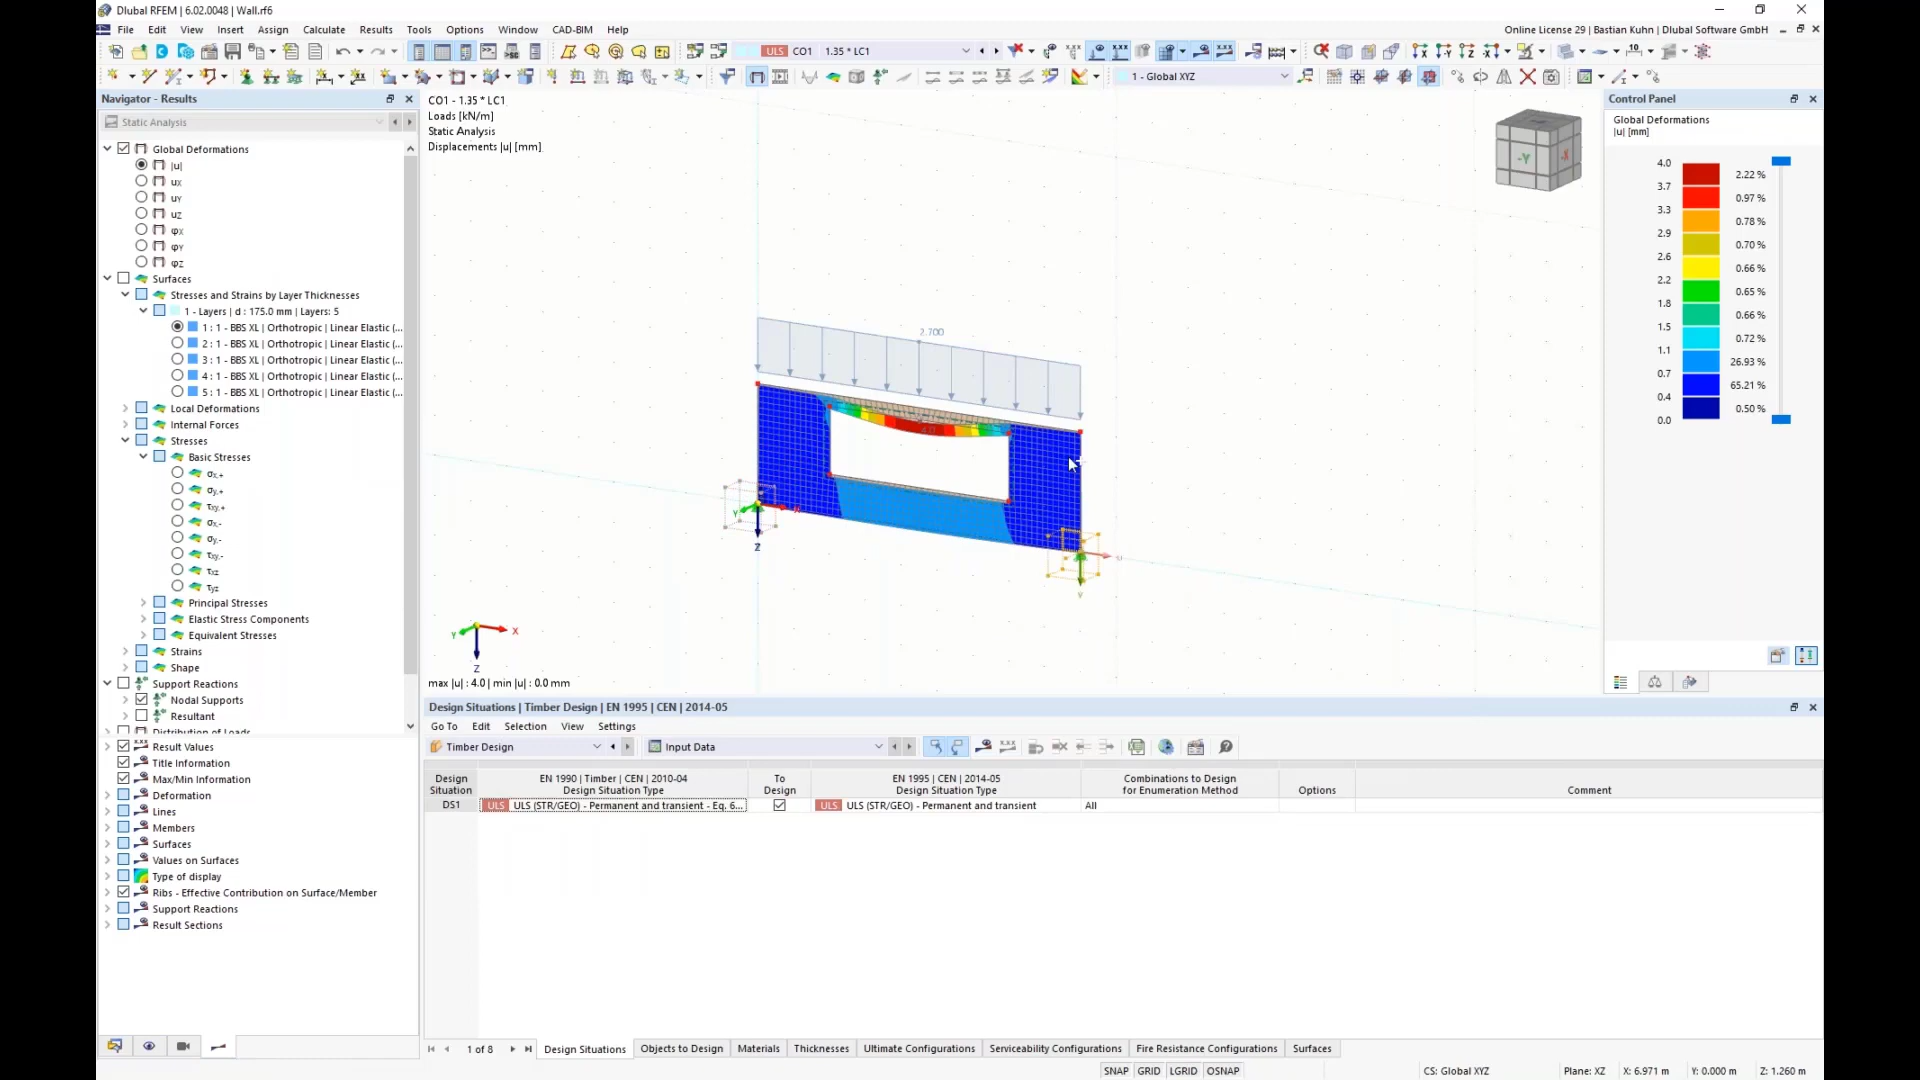 Dlubal RFEM | 6.02.0048 | Wall.rf6
File Edit View Insert Assign Calculate Results Tools Options Window CAD-BIM Help
Online License 29 | Bastian Kuhn | Dlubal Software GmbH
ULS CO1 1.35 * LC1
1 - Global XYZ
Navigator - Results
Static Analysis
Global Deformations
|u|
uX
uY
uZ
φX
φY
φZ
Surfaces
Stresses and Strains by Layer Thicknesses
1 - Layers | d : 175.0 mm | Layers: 5
1 : 1 - BBS XL | Orthotropic | Linear Elastic (...
2 : 1 - BBS XL | Orthotropic | Linear Elastic (...
3 : 1 - BBS XL | Orthotropic | Linear Elastic (...
4 : 1 - BBS XL | Orthotropic | Linear Elastic (...
5 : 1 - BBS XL | Orthotropic | Linear Elastic (...
Local Deformations
Internal Forces
Stresses
Basic Stresses
σx,+
σy,+
τxy,+
σx,-
σy,-
τxy,-
τxz
τyz
Principal Stresses
Elastic Stress Components
Equivalent Stresses
Strains
Shape
Support Reactions
Nodal Supports
Resultant
Distribution of Loads
Result Values
Title Information
Max/Min Information
Deformation
Lines
Members
Surfaces
Values on Surfaces
Type of display
Ribs - Effective Contribution on Surface/Member
Support Reactions
Result Sections
CO1 - 1.35 * LC1
Loads [kN/m]
Static Analysis
Displacements |u| [mm]
2.700
Y
Z
Y
X
Z
-Y
-X
max |u| : 4.0 | min |u| : 0.0 mm
Control Panel
Global Deformations
|u| [mm]
4.0
2.22 %
3.7
0.97 %
3.3
0.78 %
2.9
0.70 %
2.6
0.66 %
2.2
0.65 %
1.8
0.66 %
1.5
0.72 %
1.1
26.93 %
0.7
65.21 %
0.4
0.50 %
0.0
Design Situations | Timber Design | EN 1995 | CEN | 2014-05
Go To Edit Selection View Settings
Timber Design Input Data
Design Situation
EN 1990 | Timber | CEN | 2010-04 Design Situation Type
To Design
EN 1995 | CEN | 2014-05 Design Situation Type
Combinations to Design for Enumeration Method
Options
Comment
DS1 ULS ULS (STR/GEO) - Permanent and transient - Eq. 6... ULS ULS (STR/GEO) - Permanent and transient All
1 of 8 Design Situations Objects to Design Materials Thicknesses Ultimate Configurations Serviceability Configurations Fire Resistance Configurations Surfaces
SNAP GRID LGRID OSNAP CS: Global XYZ Plane: XZ X: 6.971 m Y: 0.000 m Z: 1.260 m